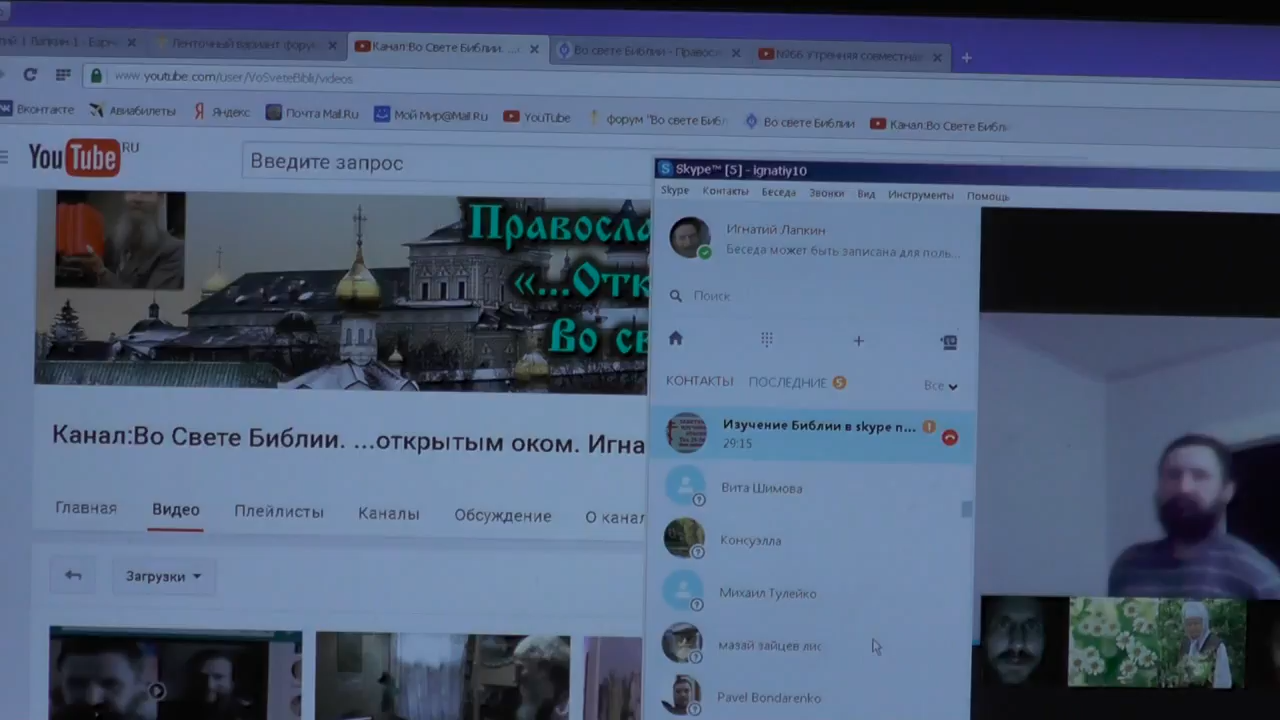 Лапкин 1 -
Ленточный вариант форум
Канал:Во Свете Библии. ...
Во свете Библии - Правосл
№266 Утренняя совместная
www.youtube.com/user/VoSveteBibli/videos
Вконтакте
Авиабилеты
Яндекс
Почта Mail.Ru
Мой Мир@Mail.Ru
YouTube
форум "Во свете Библ
Во свете Библии
Канал:Во Свете Библи
YouTube RU
Введите запрос
Правосла
«...Отк
Во св
Канал:Во Свете Библии. ...открытым оком. Игна
Главная
Видео
Плейлисты
Каналы
Обсуждение
О канал
Загрузки
Skype™ [5] - ignatiy10
Skype Контакты Беседа Звонки Вид Инструменты Помощь
Игнатий Лапкин
Беседа может быть записана для поль...
Поиск
КОНТАКТЫ ПОСЛЕДНИЕ 5
Все
Изучение Библии в skype п...
29:15
Вита Шимова
Консуэлла
Михаил Тулейко
мазай зайцев лис
Pavel Bondarenko